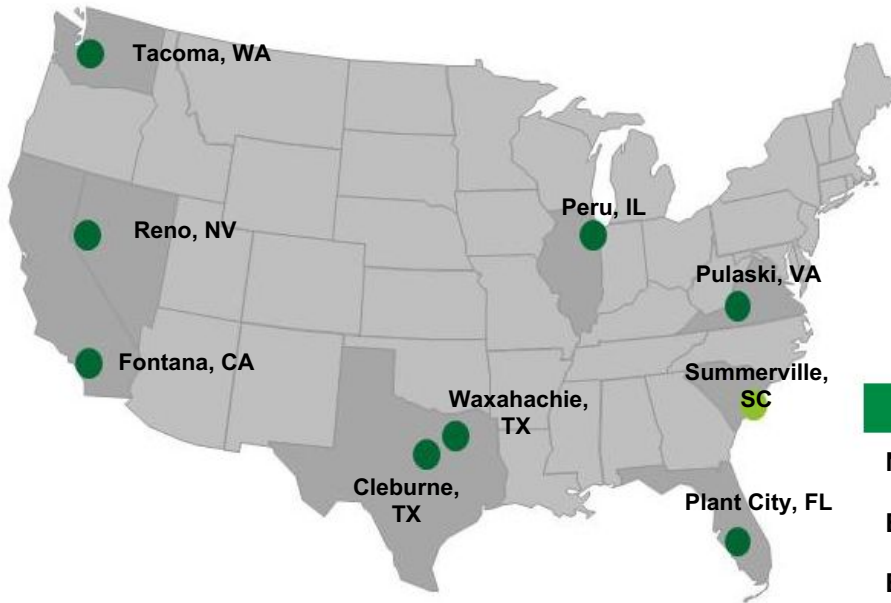 Tacoma, WA
Peru, IL
Reno, NV
Pulaski, VA
Fontana, CA
Summerville,
SC
Waxahachie,
TX
Cleburne,
TX
Plant City, FL